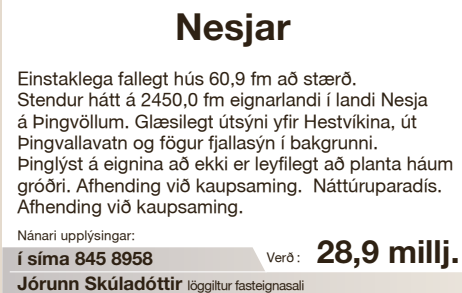 Nesjar
Einstaklega fallegt hús 60,9 fm að stærð.
Stendur hátt á 2450,0 fm eignarlandi í landi Nesja
á Þingvöllum. Glæsilegt útsýni yfir Hestvíkina, út
Þingvallavatn og fögur fjallasýn í bakgrunni.
Þinglýst á eignina að ekki er leyfilegt að planta háum
gróðri. Afhending við kaupsaming. Náttúruparadís.
Afhending við kaupsaming.
Nánari upplýsingar:
í síma 845 8958
Verð : 28,9 millj.
Jórunn Skúladóttir löggiltur fasteignasali